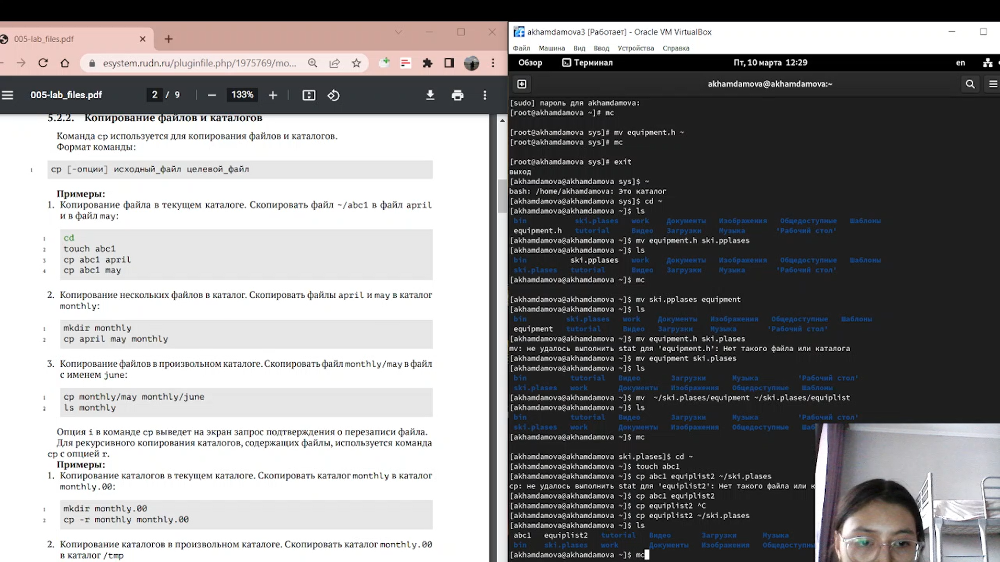 005-lab_files.pdf
esystem.rudn.ru/pluginfile.php/1975769/mo...
005-lab_files.pdf
2 / 9
133%
5.2.2. Копирование файлов и каталогов
Команда cp используется для копирования файлов и каталогов.
Формат команды:
1 cp [-опции] исходный_файл целевой_файл
Примеры:
1. Копирование файла в текущем каталоге. Скопировать файл ~/abc1 в файл april
и в файл may:
1 cd
2 touch abc1
3 cp abc1 april
4 cp abc1 may
2. Копирование нескольких файлов в каталог. Скопировать файлы april и may в каталог
monthly:
1 mkdir monthly
2 cp april may monthly
3. Копирование файлов в произвольном каталоге. Скопировать файл monthly/may в файл
с именем june:
1 cp monthly/may monthly/june
2 ls monthly
Опция i в команде cp выведет на экран запрос подтверждения о перезаписи файла.
Для рекурсивного копирования каталогов, содержащих файлы, используется команда
cp с опцией r.
Примеры:
1. Копирование каталогов в текущем каталоге. Скопировать каталог monthly в каталог
monthly.00:
1 mkdir monthly.00
2 cp -r monthly monthly.00
2. Копирование каталогов в произвольном каталоге. Скопировать каталог monthly.00
в каталог /tmp
akhamdamova3 [Работает] - Oracle VM VirtualBox
Файл Машина Вид Ввод Устройства Справка
Обзор Терминал Пт, 10 марта 12:29 en
akhamdamova@akhamdamova:~
[sudo] пароль для akhamdamova:
[root@akhamdamova ~]# mc
[root@akhamdamova sys]# mv equipment.h ~
[root@akhamdamova sys]# mc
[root@akhamdamova sys]# exit
выход
[akhamdamova@akhamdamova sys]$ ~
bash: /home/akhamdamova: Это каталог
[akhamdamova@akhamdamova sys]$ cd ~
[akhamdamova@akhamdamova ~]$ ls
bin ski.plases work Документы Изображения Общедоступные Шаблоны
equipment.h tutorial Видео Загрузки Музыка 'Рабочий стол'
[akhamdamova@akhamdamova ~]$ mv equipment.h ski.pplases
[akhamdamova@akhamdamova ~]$ ls
bin ski.pplases work Документы Изображения Общедоступные Шаблоны
ski.plases tutorial Видео Загрузки Музыка 'Рабочий стол'
[akhamdamova@akhamdamova ~]$ mc
[akhamdamova@akhamdamova ~]$ mv ski.pplases equipment
[akhamdamova@akhamdamova ~]$ ls
bin ski.plases work Документы Изображения Общедоступные Шаблоны
equipment tutorial Видео Загрузки Музыка 'Рабочий стол'
[akhamdamova@akhamdamova ~]$ mv equipment.h ski.plases
mv: не удалось выполнить stat для 'equipment.h': Нет такого файла или каталога
[akhamdamova@akhamdamova ~]$ mv equipment ski.plases
[akhamdamova@akhamdamova ~]$ ls
bin tutorial Видео Загрузки Музыка 'Рабочий стол'
ski.plases work Документы Изображения Общедоступные Шаблоны
[akhamdamova@akhamdamova ~]$ mv ~/ski.plases/equipment ~/ski.plases/equiplist
[akhamdamova@akhamdamova ~]$ ls
bin tutorial Видео Загрузки Музыка 'Рабочий стол'
ski.plases work Документы Изображения Общедоступные Шаб
[akhamdamova@akhamdamova ~]$ mc
[akhamdamova@akhamdamova ski.plases]$ cd ~
[akhamdamova@akhamdamova ~]$ touch abc1
[akhamdamova@akhamdamova ~]$ cp abc1 equiplist2 ~/ski.plases
cp: не удалось выполнить stat для 'equiplist2': Нет такого файла или к
[akhamdamova@akhamdamova ~]$ cp abc1 equiplist2
[akhamdamova@akhamdamova ~]$ cp equiplist2 ^C
[akhamdamova@akhamdamova ~]$ cp equiplist2 ~/ski.plases
[akhamdamova@akhamdamova ~]$ ls
abc1 equiplist2 tutorial Видео Загрузки Музыка
bin ski.plases work Документы Изображения Общедоступн
[akhamdamova@akhamdamova ~]$ mc